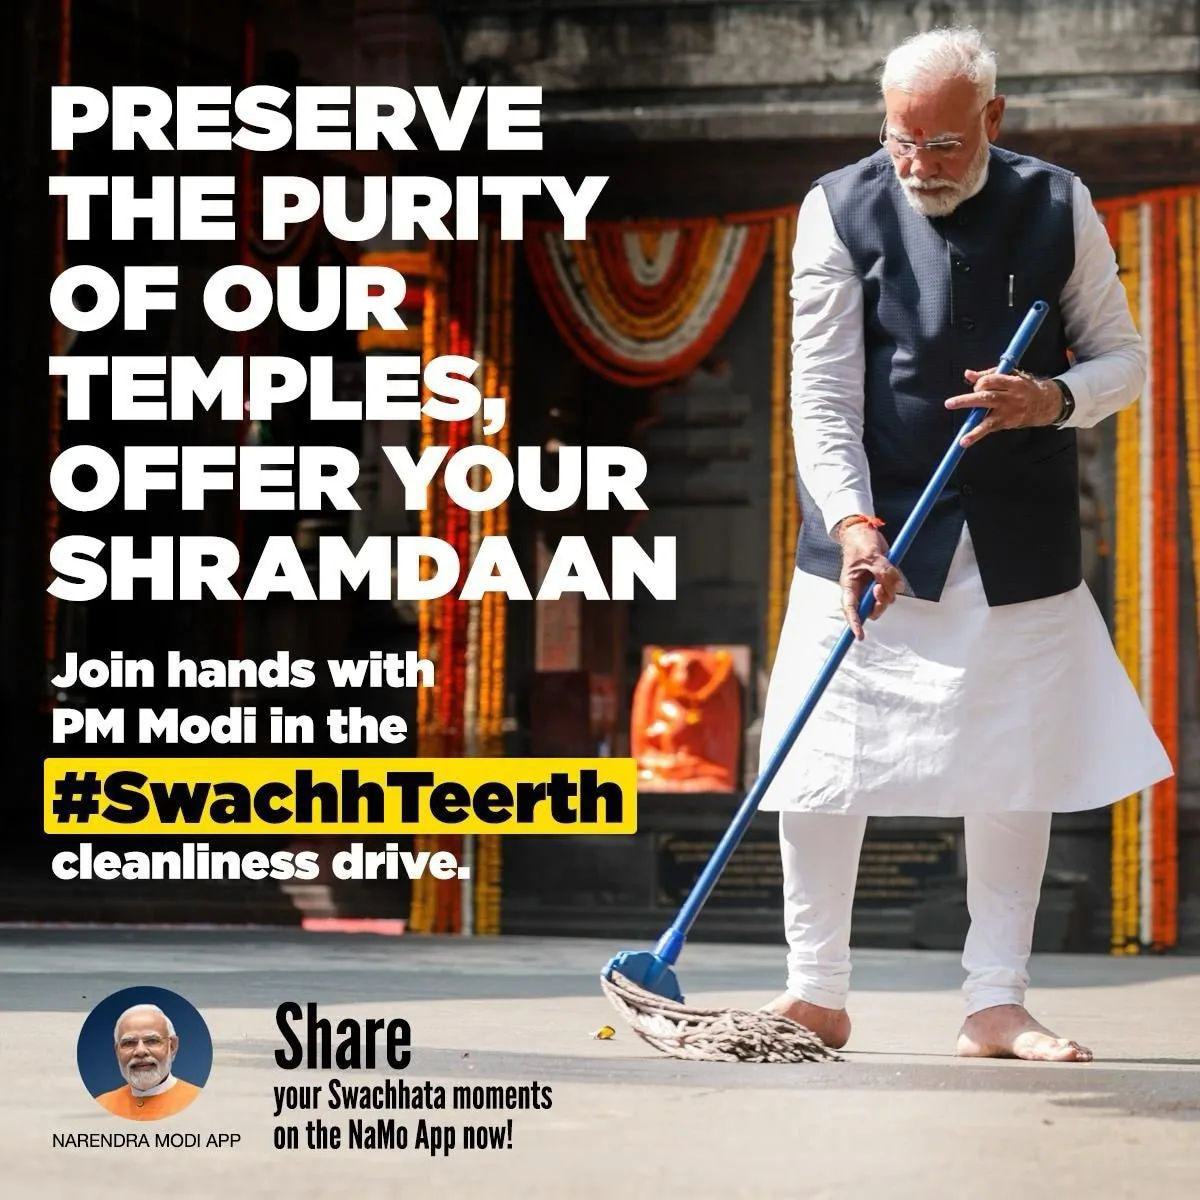 PRESERVE
THE PURITY
OF OUR
TEMPLES,
OFFER YOUR
SHRAMDAAN
Join hands with
PM Modi in the
#SwachhTeerth
cleanliness drive.
NARENDRA MODI APP
Share
your Swachhata moments
on the NaMo App now!